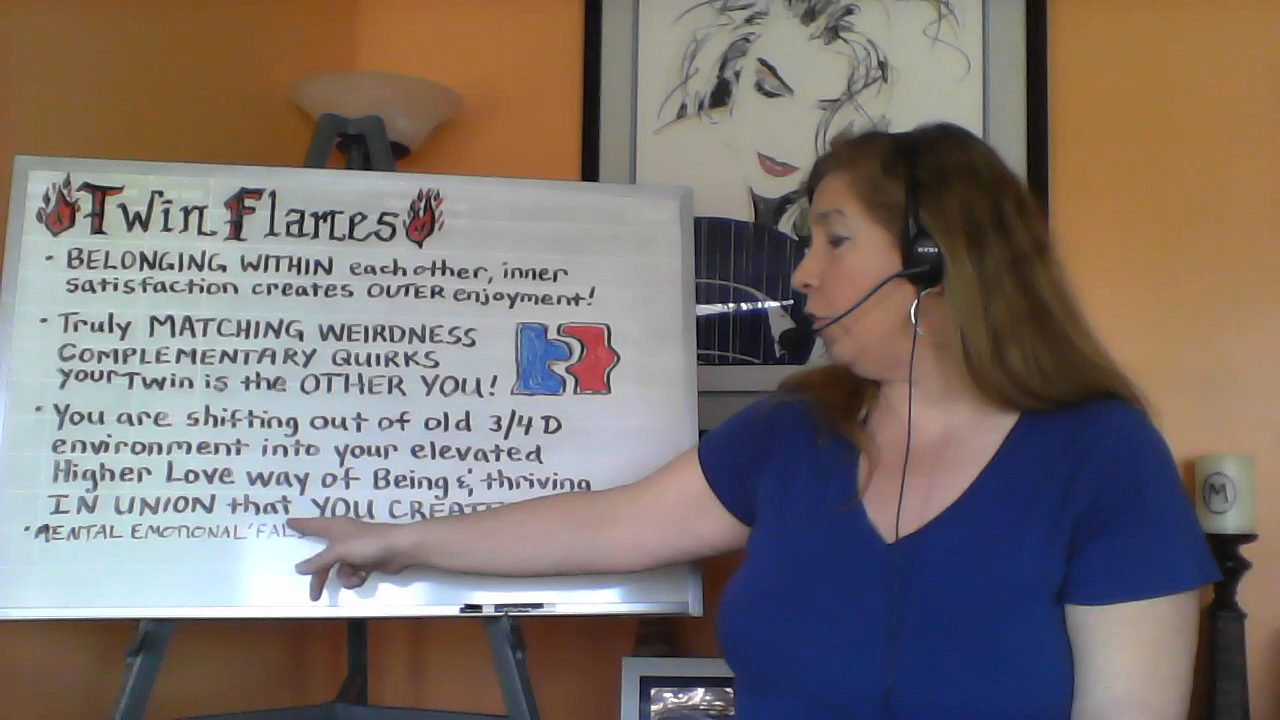 Twin Flames
• BELONGING WITHIN each other, inner
satisfaction creates OUTER enjoyment!
• Truly MATCHING WEIRDNESS
COMPLEMENTARY QUIRKS
your Twin is the OTHER YOU!
• You are shifting out of old 3/4 D
environment into your elevated
Higher Love way of Being & thriving
IN UNION that YOU CREATE
• MENTAL EMOTIONAL
M